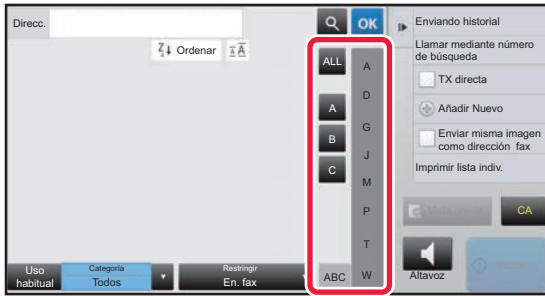 Direcc.
OK
Ordenar
ALL
A
B
C
ABC
A
D
G
J
M
P
T
W
Enviando historial
Llamar mediante número
de búsqueda
TX directa
Añadir Nuevo
Enviar misma imagen
como dirección fax
Imprimir lista indiv.
CA
Altavoz
Uso
habitual
Categoría
Todos
Restringir
En. fax